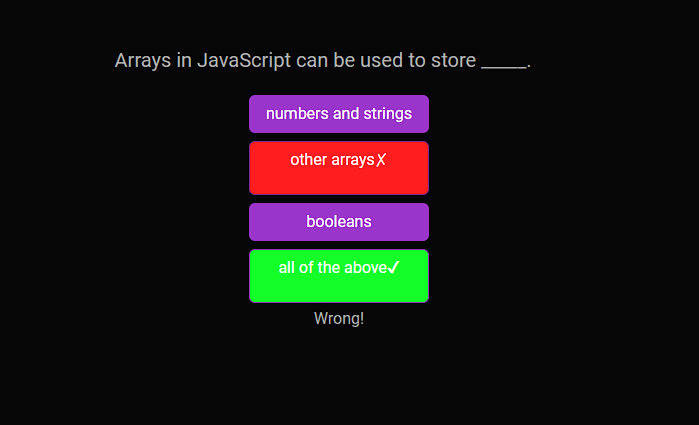 Arrays in JavaScript can be used to store _____.
numbers and strings
other arrays✗
booleans
all of the above✓
Wrong!